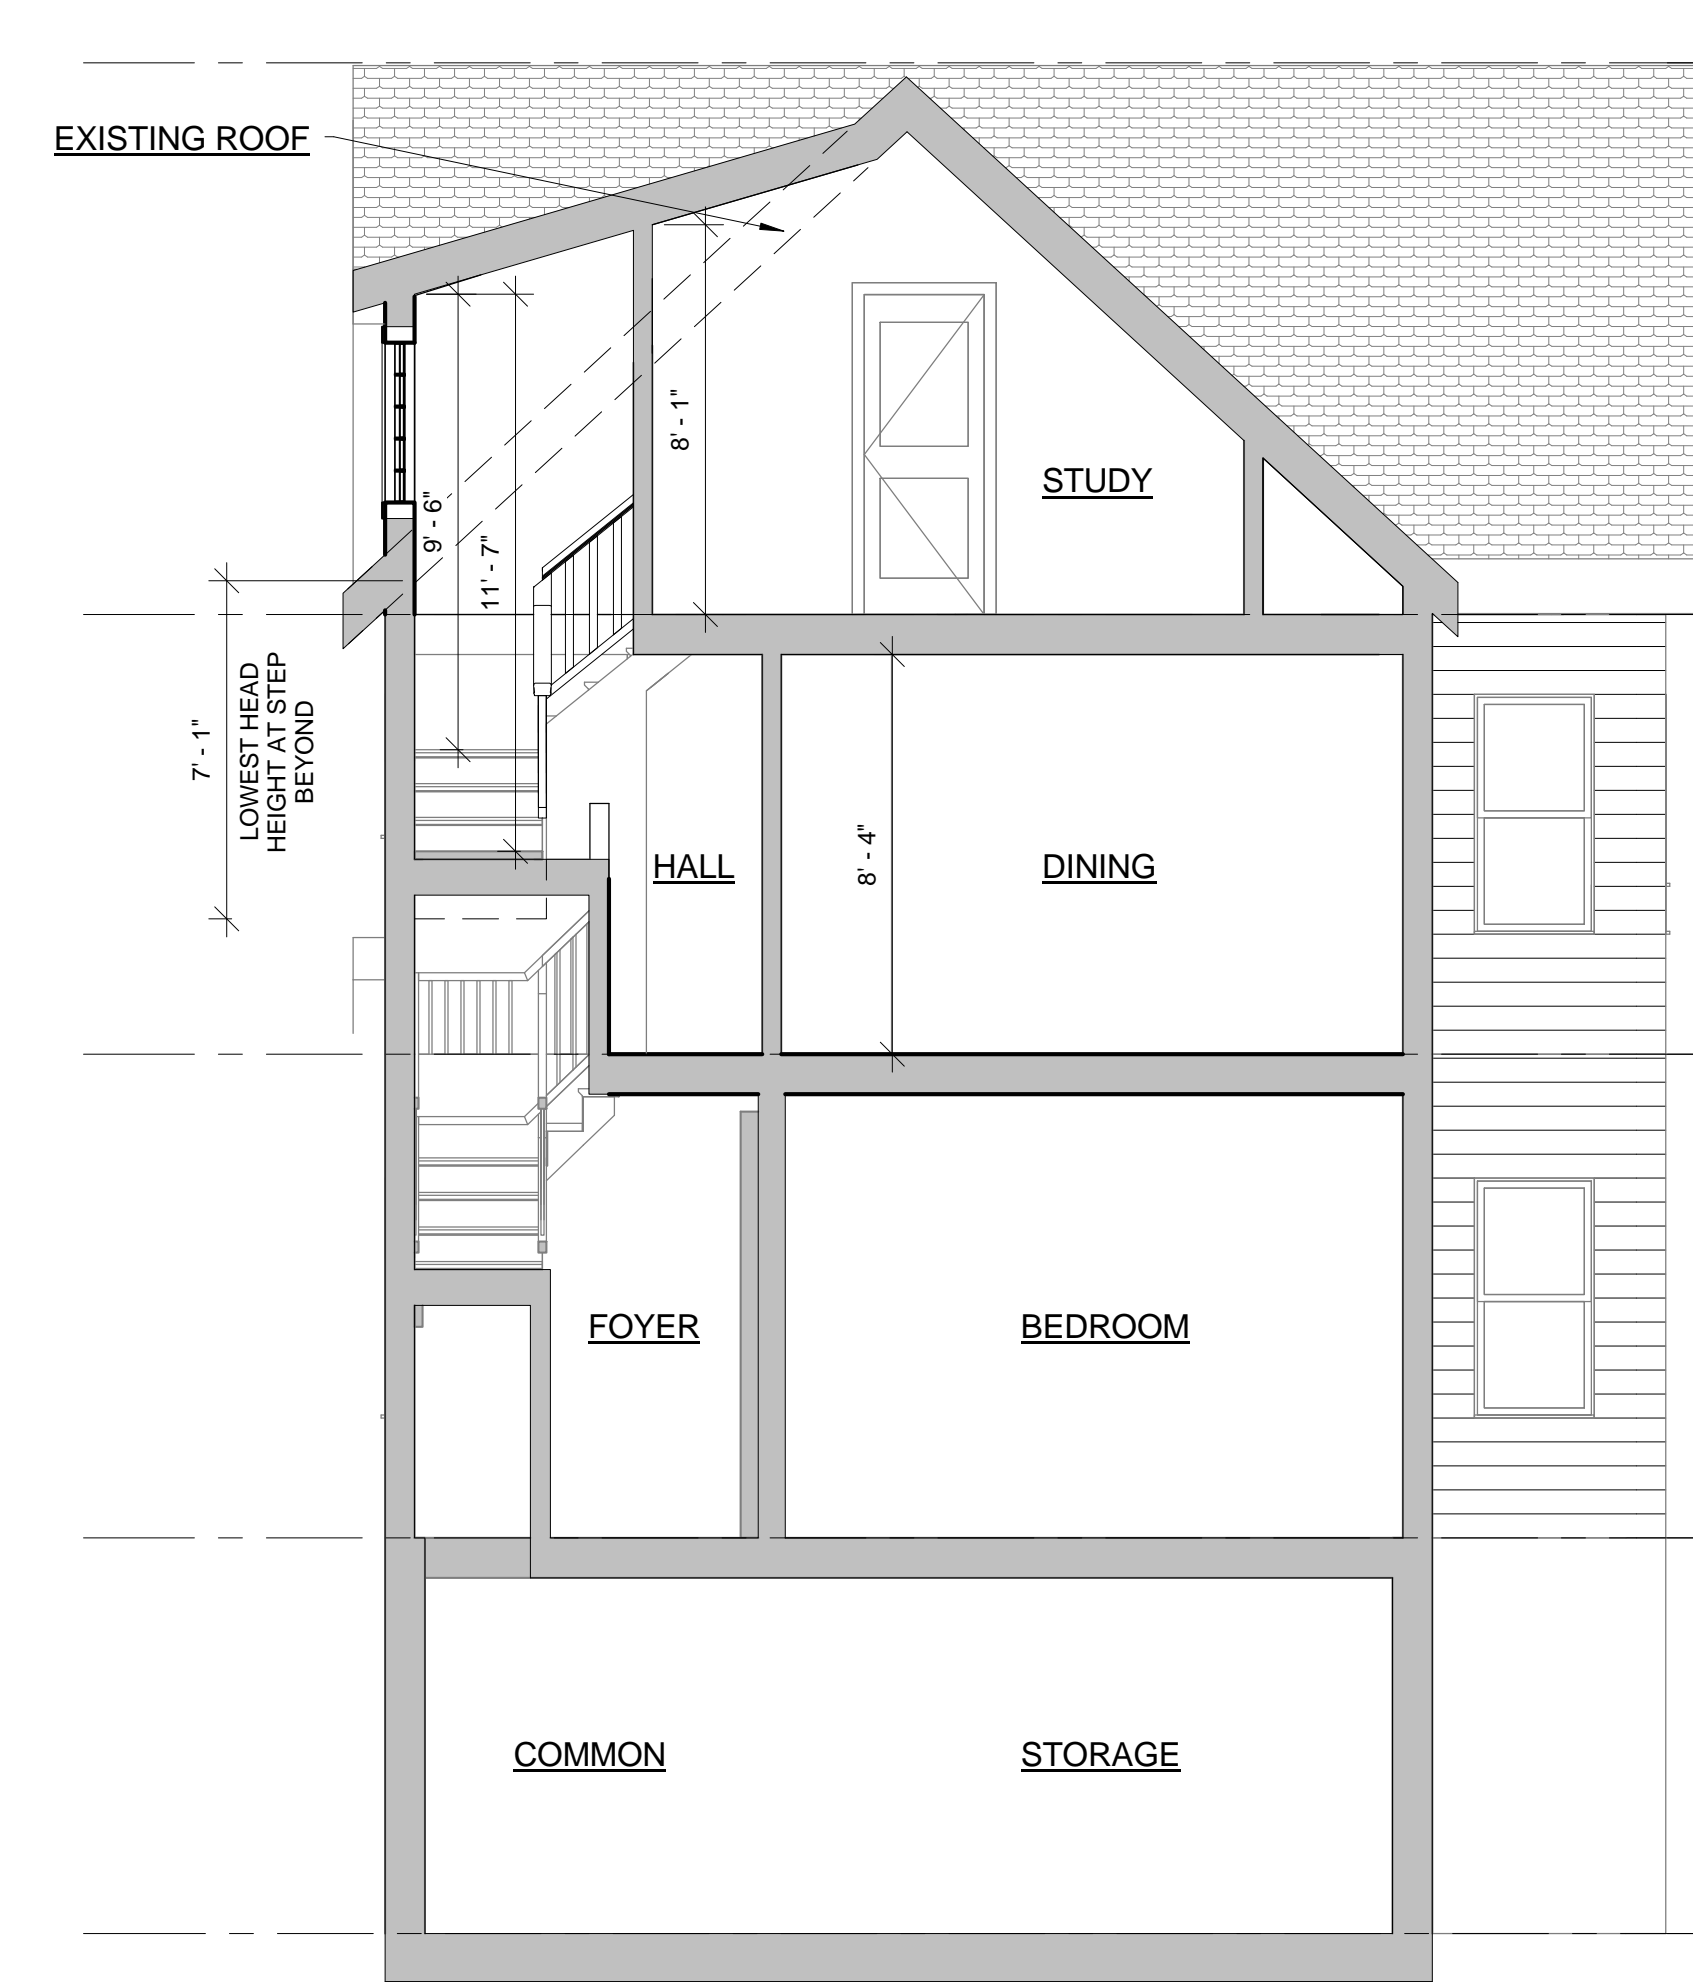 EXISTING ROOF
8' - 1"
STUDY
9' - 6"
11' - 7"
7' - 1"
LOWEST HEAD
HEIGHT AT STEP
BEYOND
HALL
8' - 4"
DINING
FOYER
BEDROOM
COMMON
STORAGE